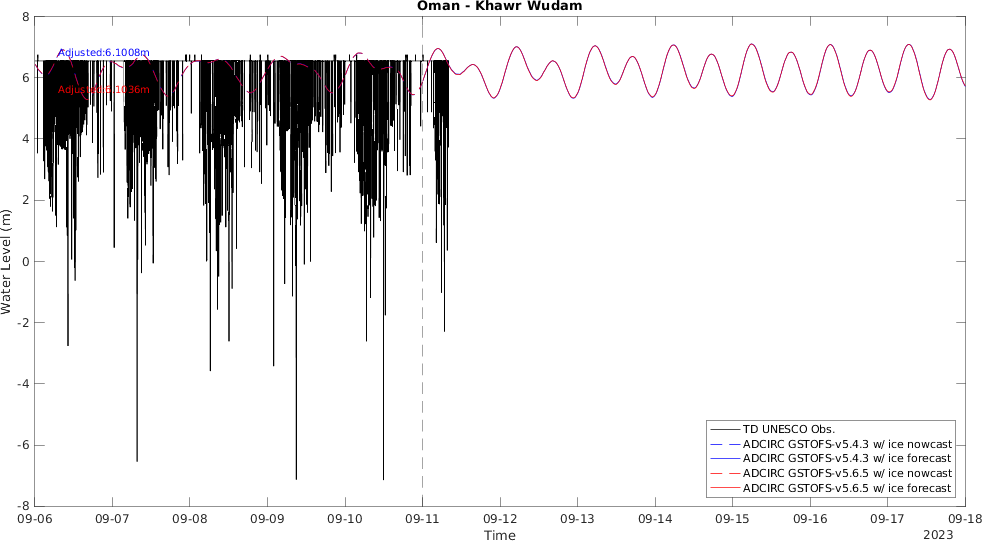 Oman - Khawr Wudam
8
6
4
2
0
-2
-4
-6
-8
Water Level (m)
Adjusted:6.1008m
Adjusted:6.1036m
TD UNESCO Obs.
ADCIRC GSTOFS-v5.4.3 w/ ice nowcast
ADCIRC GSTOFS-v5.4.3 w/ ice forecast
ADCIRC GSTOFS-v5.6.5 w/ ice nowcast
ADCIRC GSTOFS-v5.6.5 w/ ice forecast
09-06 09-07 09-08 09-09 09-10 09-11 09-12 09-13 09-14 09-15 09-16 09-17 09-18
Time
2023